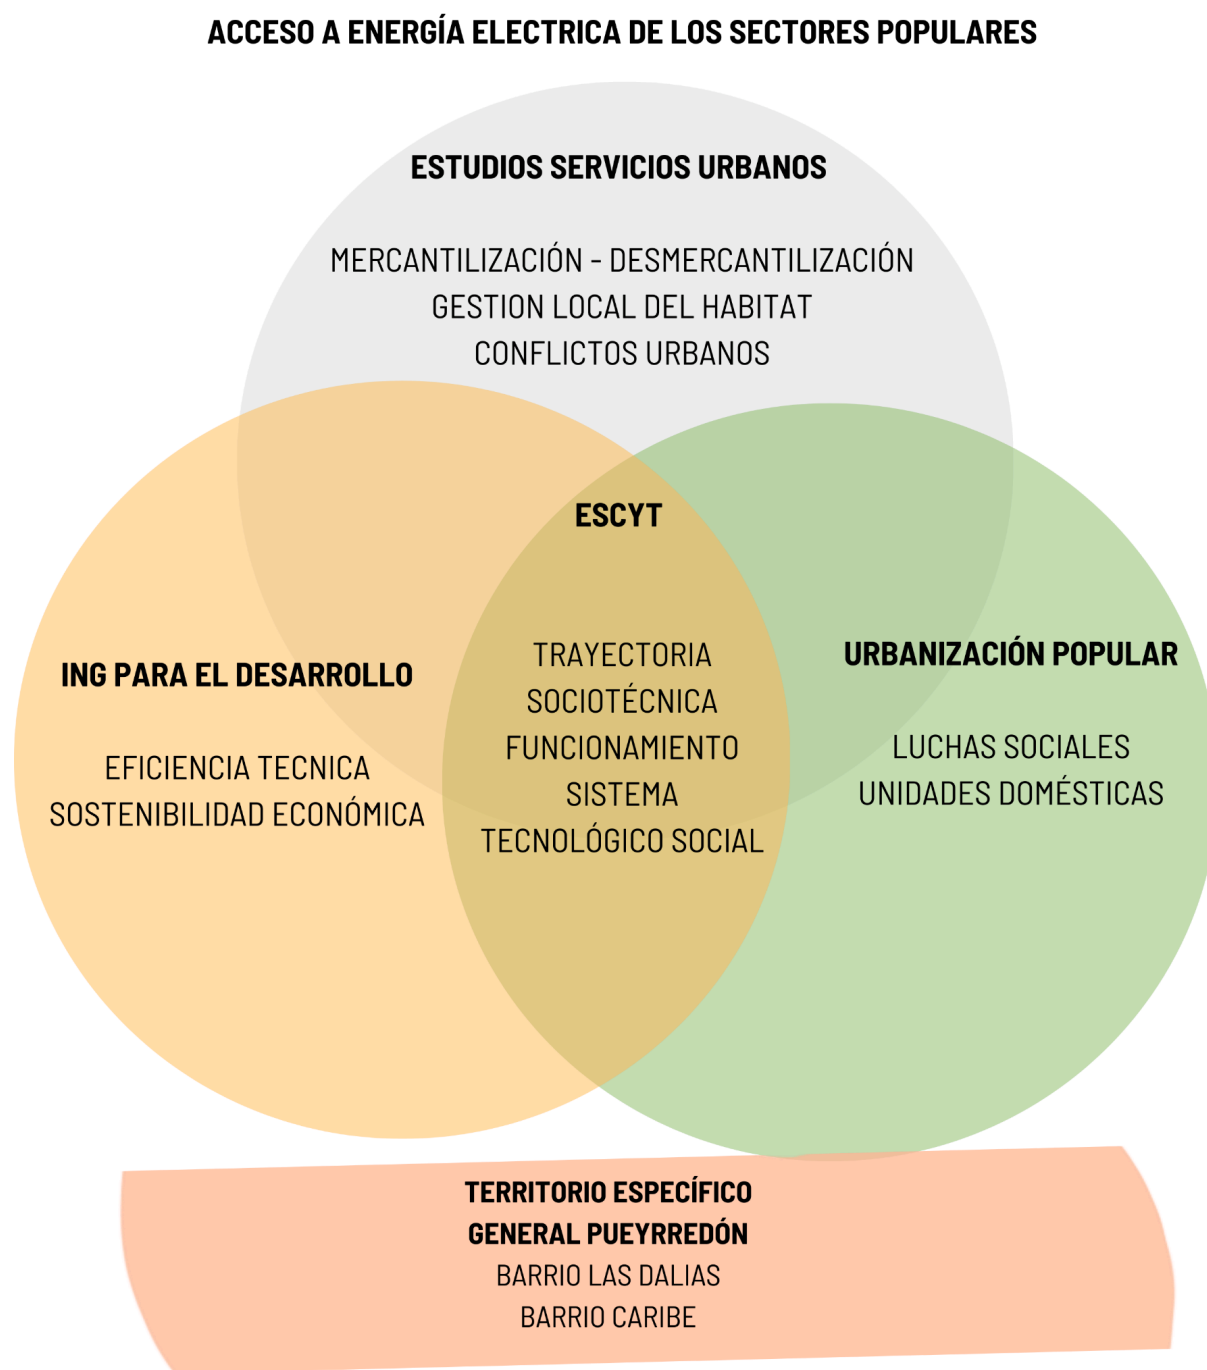 ACCESO A ENERGÍA ELECTRICA DE LOS SECTORES POPULARES
ESTUDIOS SERVICIOS URBANOS
MERCANTILIZACIÓN - DESMERCANTILIZACIÓN
GESTION LOCAL DEL HABITAT
CONFLICTOS URBANOS
ESCYT
TRAYECTORIA
SOCIOTÉCNICA
FUNCIONAMIENTO
SISTEMA
TECNOLÓGICO SOCIAL
ING PARA EL DESARROLLO
EFICIENCIA TECNICA
SOSTENIBILIDAD ECONÓMICA
URBANIZACIÓN POPULAR
LUCHAS SOCIALES
UNIDADES DOMÉSTICAS
TERRITORIO ESPECÍFICO
GENERAL PUEYRREDÓN
BARRIO LAS DALIAS
BARRIO CARIBE